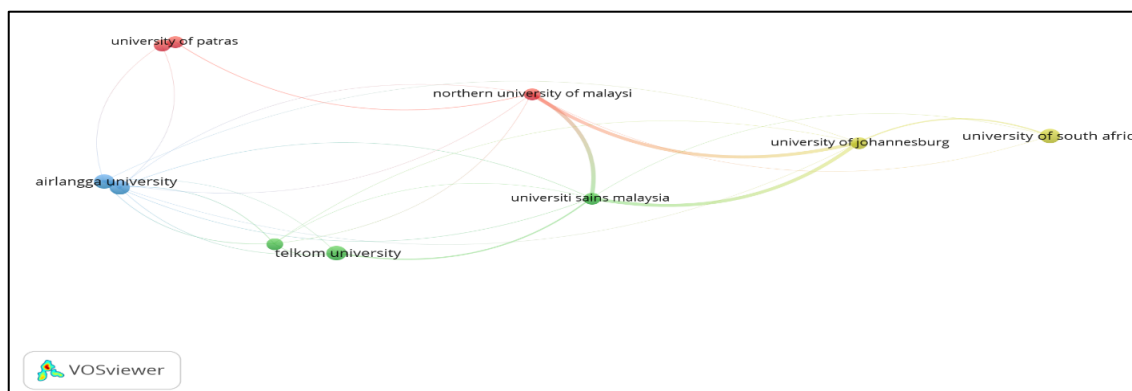 university of patras
northern university of malaysi
university of johannesburg
university of south afric
airlangga university
universiti sains malaysia
telkom university
VOSviewer